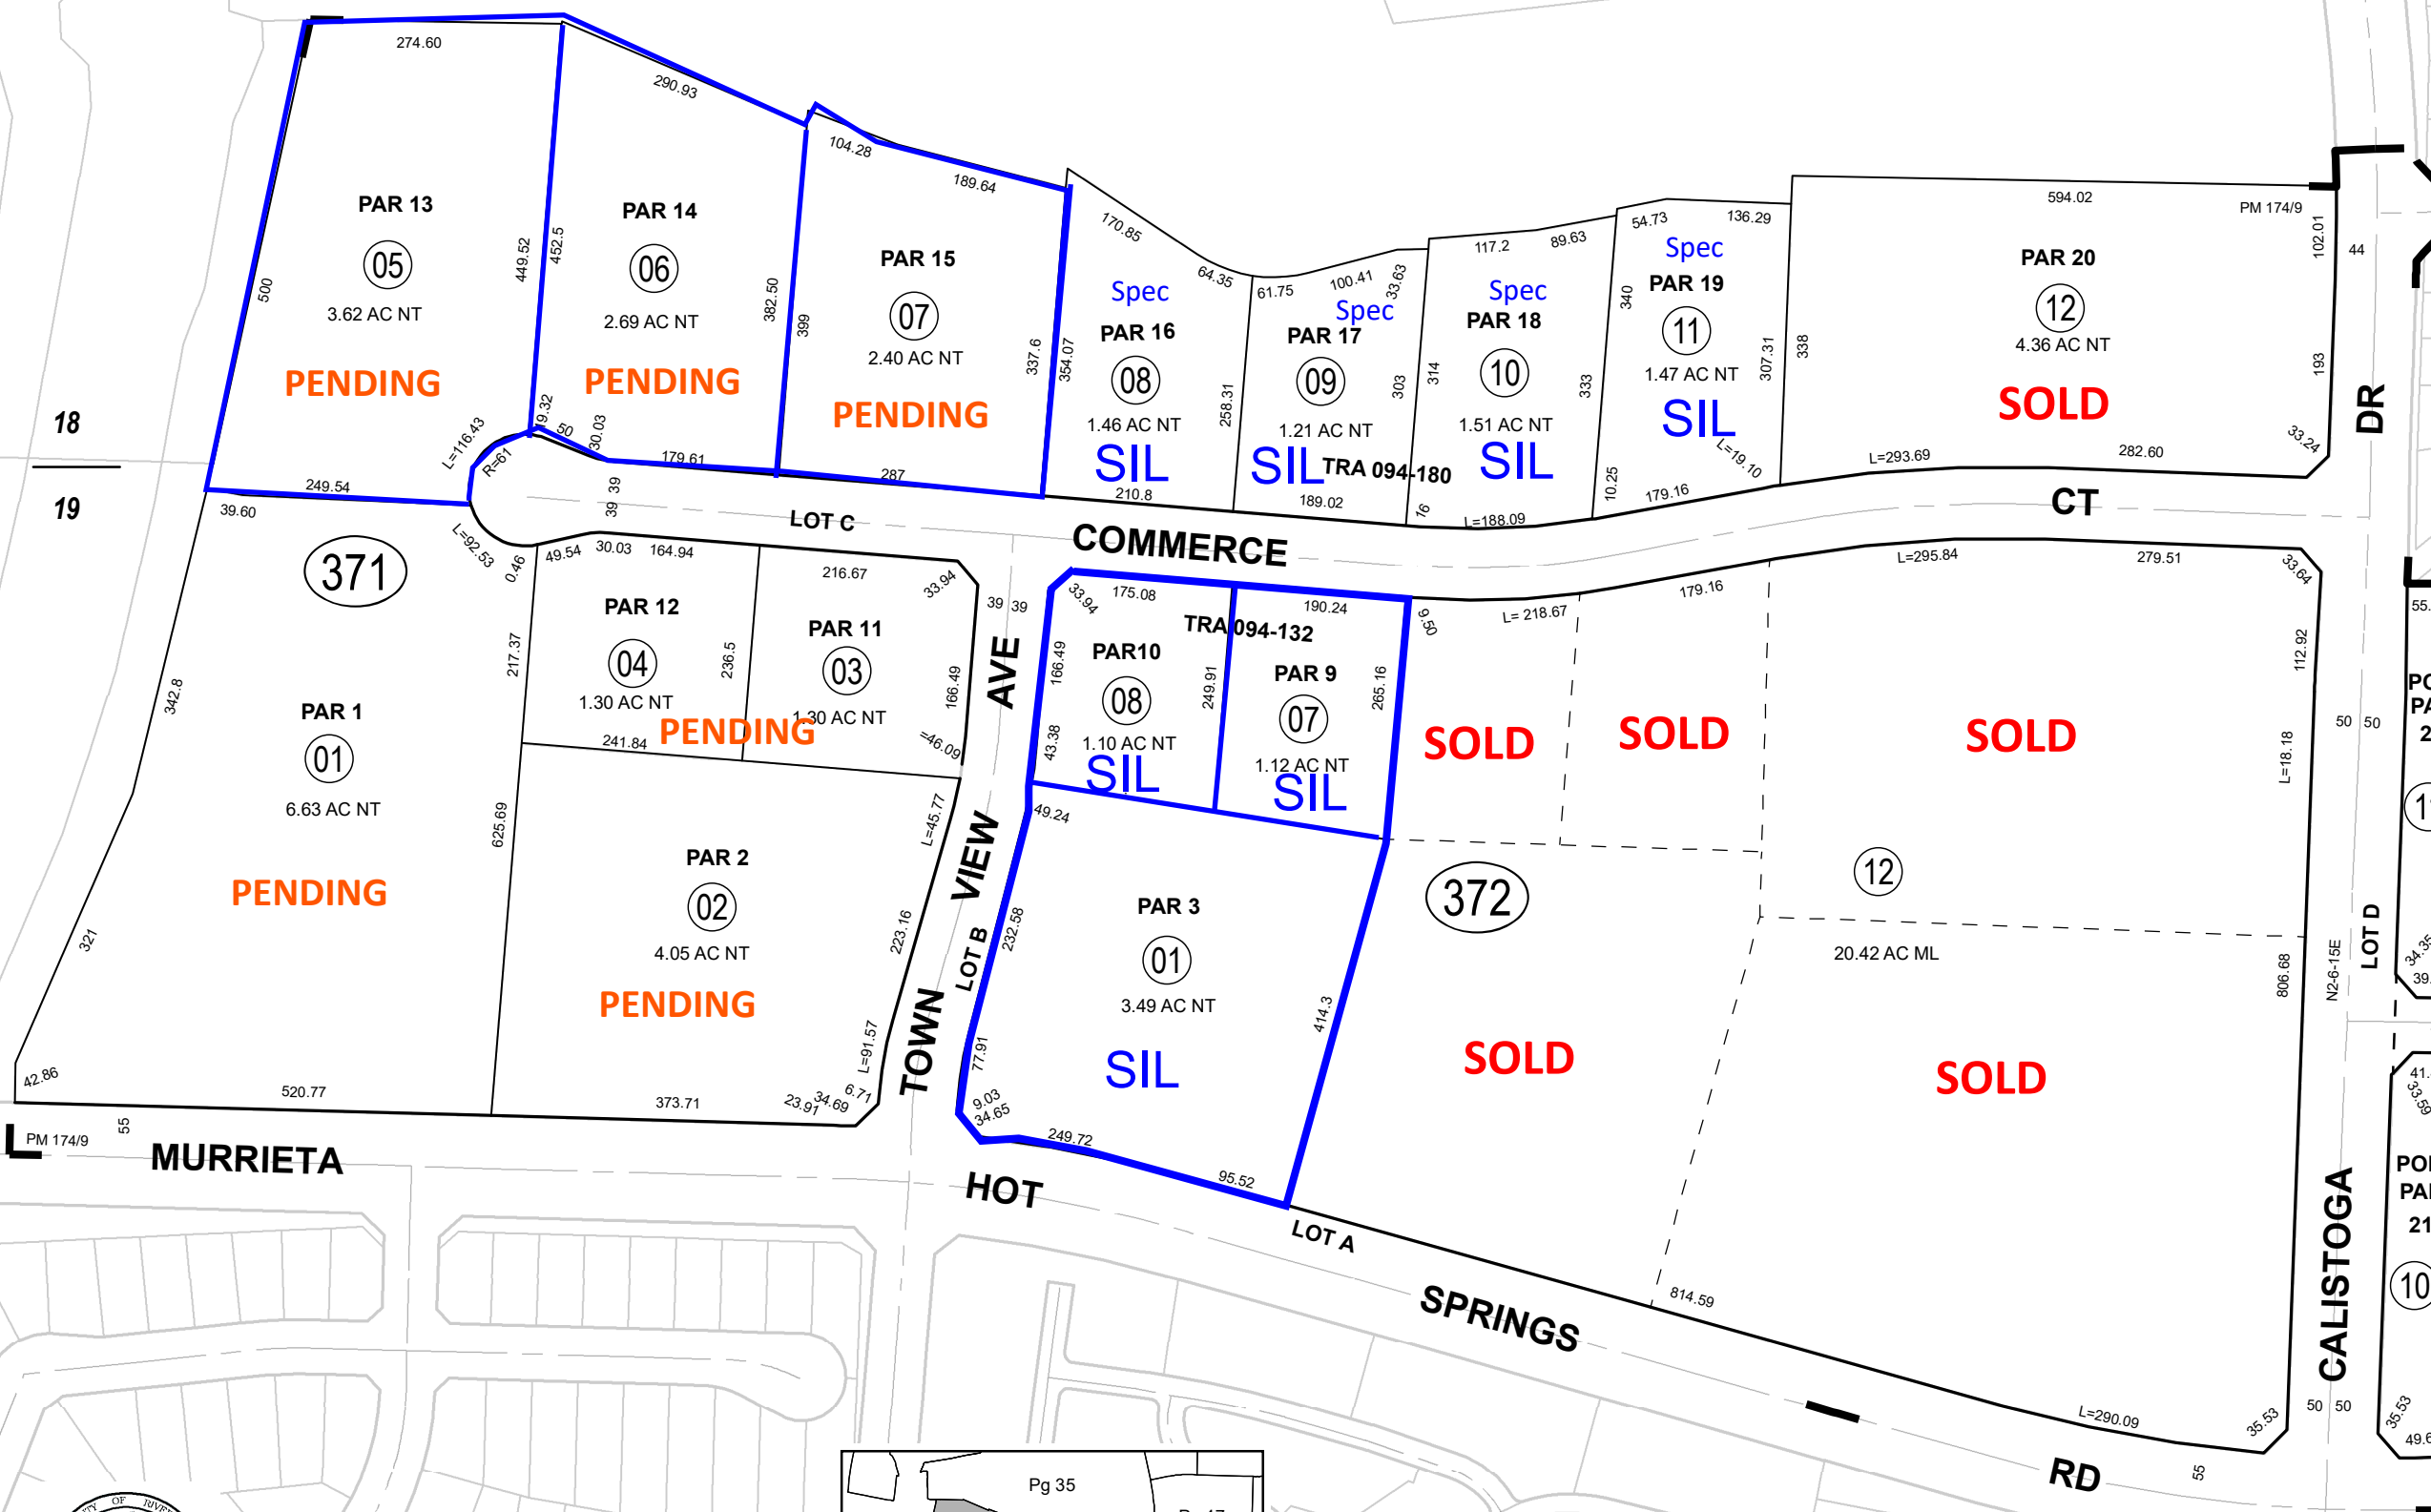 274.60
290.93
104.28
189.64
500
449.52
452.5
382.50
399
337.6
354.07
PAR 13
05
3.62 AC NT
PENDING
PAR 14
06
2.69 AC NT
PENDING
PAR 15
07
2.40 AC NT
PENDING
170.85
64.35
Spec
PAR 16
08
1.46 AC NT
SIL
210.8
258.31
61.75
100.41
33.63
Spec
PAR 17
09
1.21 AC NT
SIL
TRA 094-180
189.02
303
314
16
117.2
89.63
Spec
PAR 18
10
1.51 AC NT
SIL
L=188.09
333
340
10.25
54.73
136.29
Spec
PAR 19
11
1.47 AC NT
SIL
L=19.10
179.16
307.31
338
594.02
PM 174/9
102.01
44
PAR 20
12
4.36 AC NT
SOLD
193
33.24
L=293.69
282.60
18
19
L=116.43
R=61
19.32
50
30.03
179.61
287
249.54
39.60
39
39
LOT C
COMMERCE
CT
DR
371
L=92.53
0.46
49.54
30.03
164.94
216.67
33.94
39 39
PAR 12
04
1.30 AC NT
217.37
236.5
241.84
PAR 11
03
1.30 AC NT
PENDING
166.49
=46.09
342.8
321
PAR 1
01
6.63 AC NT
PENDING
625.69
42.86
520.77
PAR 2
02
4.05 AC NT
PENDING
L=45.77
223.16
L=91.57
6.71
34.69
23.91
373.71
TOWN
VIEW
AVE
LOT B
33.94
175.08
190.24
TRA 094-132
9.50
166.49
43.38
PAR10
08
1.10 AC NT
SIL
249.91
PAR 9
07
1.12 AC NT
SIL
265.16
49.24
232.58
77.91
9.03
34.65
PAR 3
01
3.49 AC NT
SIL
414.3
249.72
95.52
L= 218.67
179.16
L=295.84
279.51
33.64
112.92
SOLD
SOLD
SOLD
372
12
20.42 AC ML
L=18.18
806.68
SOLD
SOLD
50 50
N2-6-15E
LOT D
CALISTOGA
814.59
L=290.09
35.53
50 50
PM 174/9
55
MURRIETA
HOT
LOT A
SPRINGS
RD
55
55.
34.35
39.
41.
33.59
21
10
35.53
49.6
Pg 35
OF